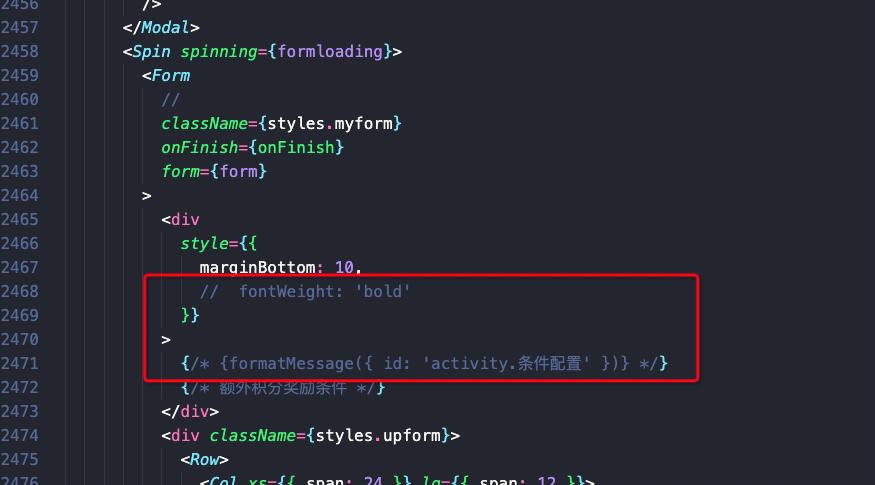 2456 />
2457 </Modal>
2458 <Spin spinning={formloading}>
2459 <Form
2460 //
2461 className={styles.myform}
2462 onFinish={onFinish}
2463 form={form}
2464 >
2465 <div
2466 style={{
2467 marginBottom: 10,
2468 //  fontWeight: 'bold'
2469 }}
2470 >
2471 {/* {formatMessage({ id: 'activity.条件配置' })} */}
2472 {/* 额外积分奖励条件 */}
2473 </div>
2474 <div className={styles.upform}>
2475 <Row>
2476 <Col xs={{ span: 24 }} lg={{ span: 12 }}>